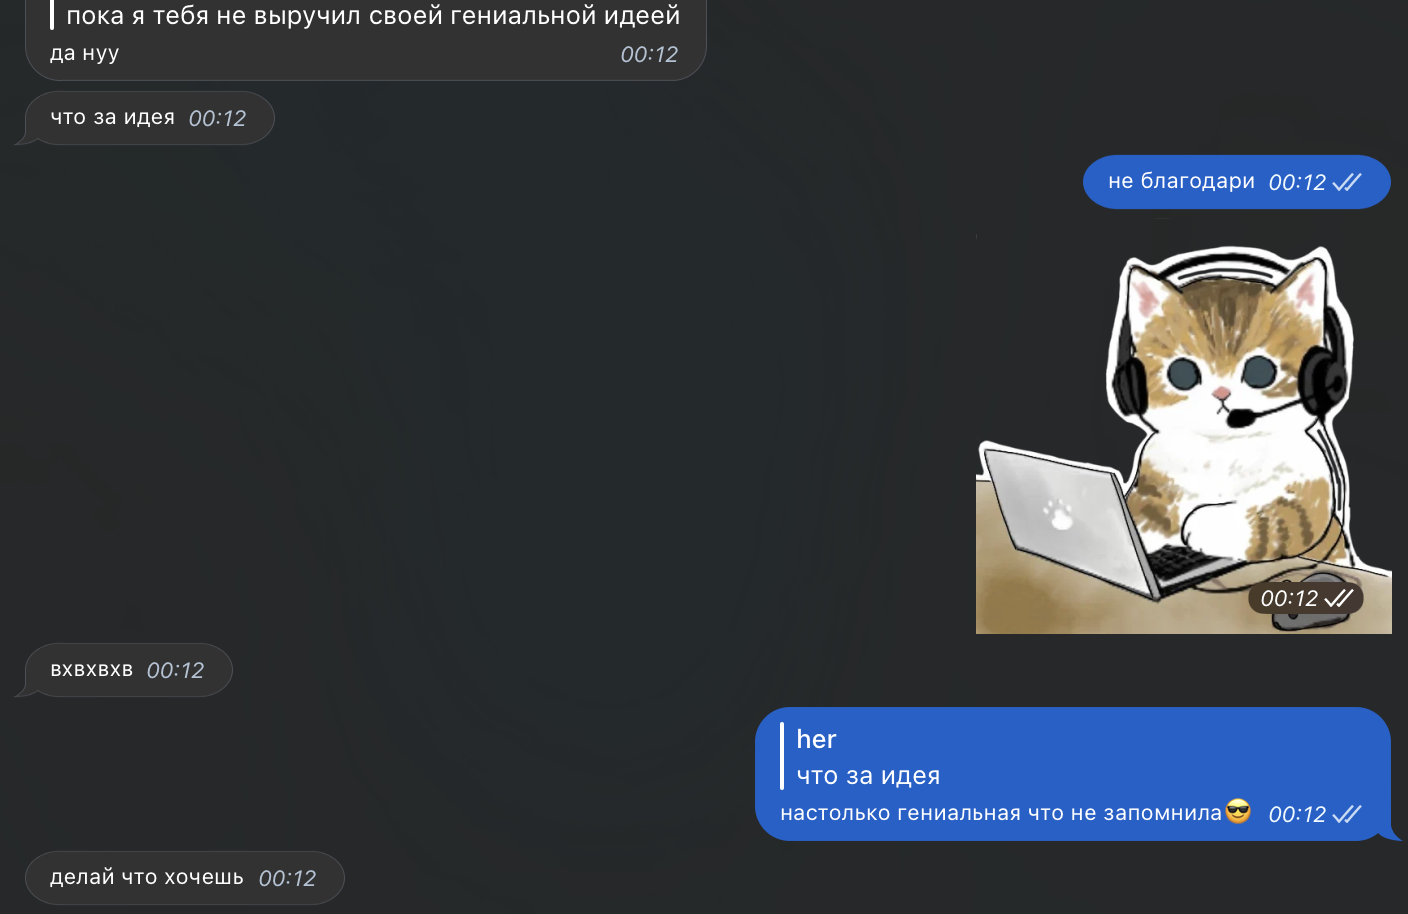 пока я тебя не выручил своей гениальной идеей
да нуу 00:12
что за идея 00:12
не благодари 00:12
00:12
вхвхвхв 00:12
her
что за идея
настолько гениальная что не запомнила😎 00:12
делай что хочешь 00:12